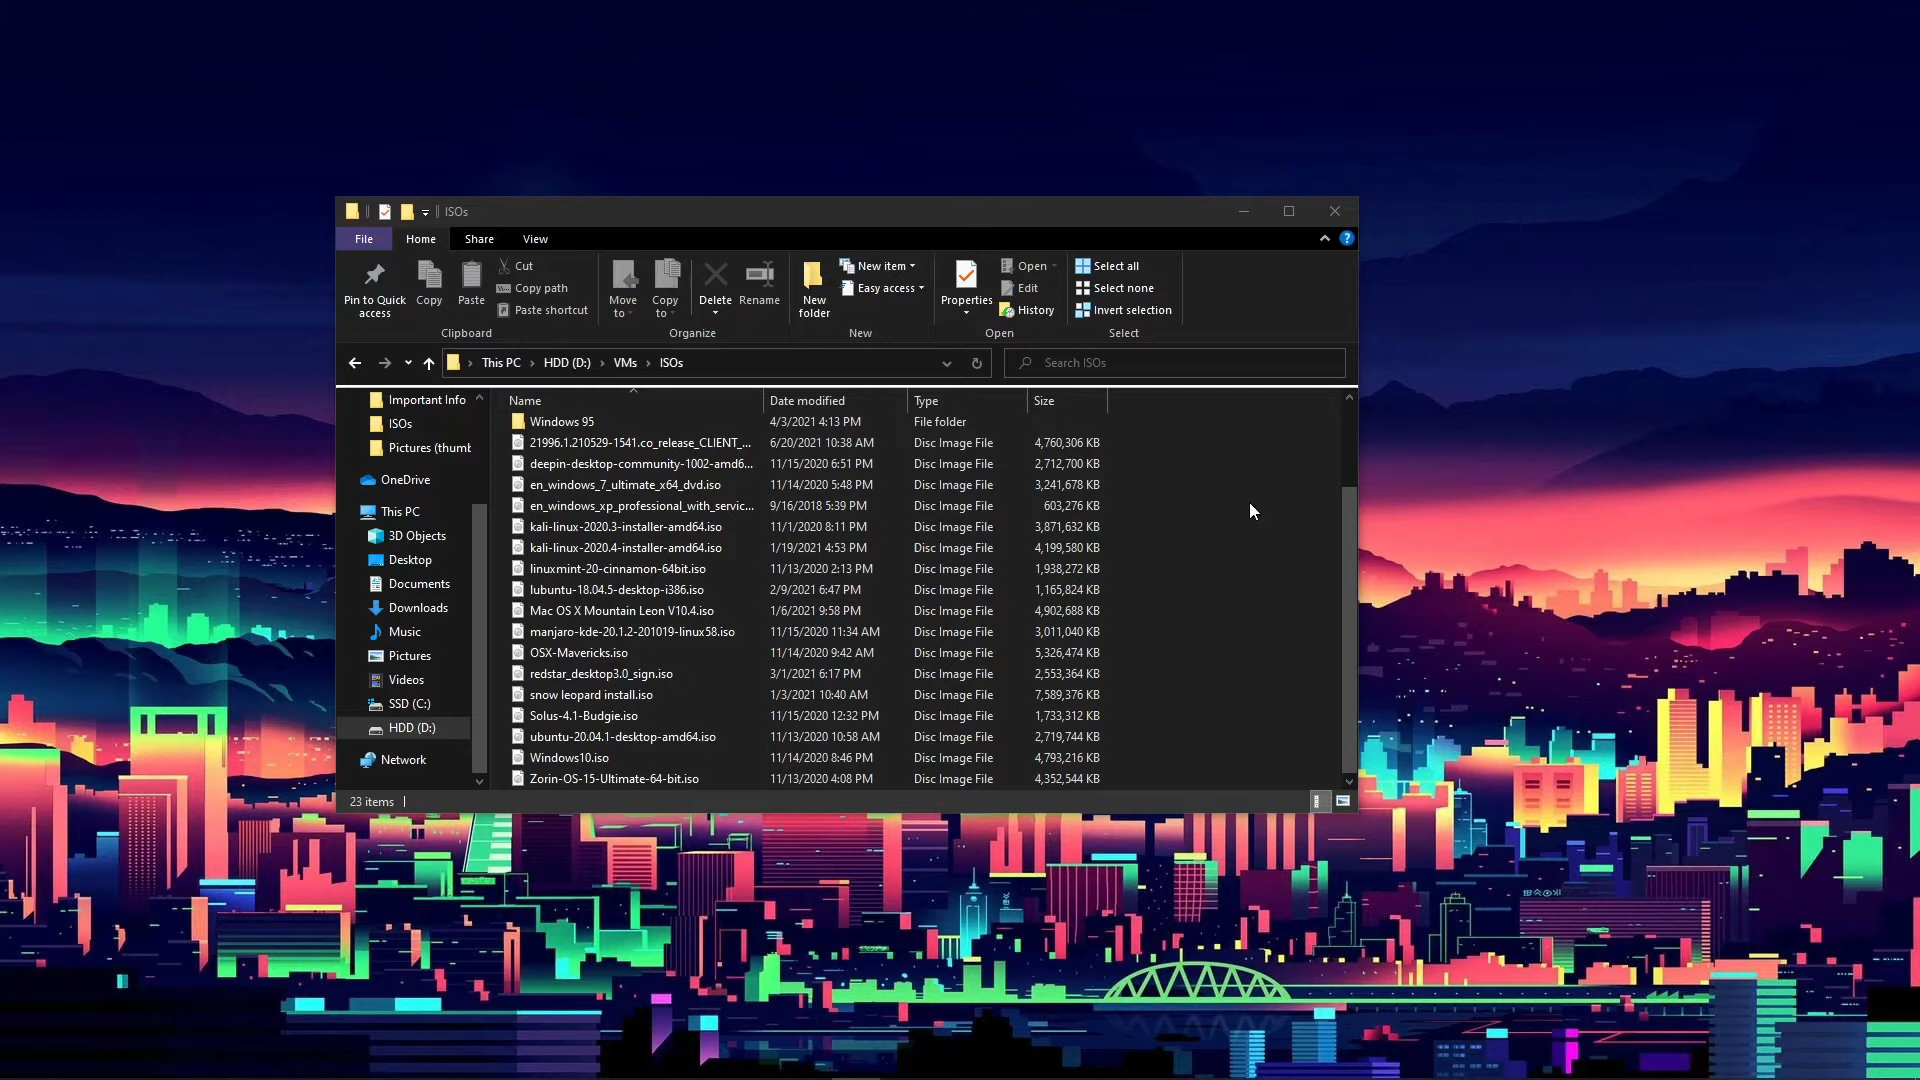 ISOs
File Home Share View
Pin to Quick access
Copy
Paste
Cut
Copy path
Paste shortcut
Clipboard
Move to
Copy to
Delete
Rename
Organize
New folder
New item
Easy access
New
Properties
Open
Edit
History
Open
Select all
Select none
Invert selection
Select
This PC > HDD (D:) > VMs > ISOs
Search ISOs
Important Info
ISOs
Pictures (thumb
OneDrive
This PC
3D Objects
Desktop
Documents
Downloads
Music
Pictures
Videos
SSD (C:)
HDD (D:)
Network
Name Date modified Type Size
Windows 95 4/3/2021 4:13 PM File folder
21996.1.210529-1541.co_release_CLIENT_... 6/20/2021 10:38 AM Disc Image File 4,760,306 KB
deepin-desktop-community-1002-amd6... 11/15/2020 6:51 PM Disc Image File 2,712,700 KB
en_windows_7_ultimate_x64_dvd.iso 11/14/2020 5:48 PM Disc Image File 3,241,678 KB
en_windows_xp_professional_with_servic... 9/16/2018 5:39 PM Disc Image File 603,276 KB
kali-linux-2020.3-installer-amd64.iso 11/1/2020 8:11 PM Disc Image File 3,871,632 KB
kali-linux-2020.4-installer-amd64.iso 1/19/2021 4:53 PM Disc Image File 4,199,580 KB
linuxmint-20-cinnamon-64bit.iso 11/13/2020 2:13 PM Disc Image File 1,938,272 KB
lubuntu-18.04.5-desktop-i386.iso 2/9/2021 6:47 PM Disc Image File 1,165,824 KB
Mac OS X Mountain Leon V10.4.iso 1/6/2021 9:58 PM Disc Image File 4,902,688 KB
manjaro-kde-20.1.2-201019-linux58.iso 11/15/2020 11:34 AM Disc Image File 3,011,040 KB
OSX-Mavericks.iso 11/14/2020 9:42 AM Disc Image File 5,326,474 KB
redstar_desktop3.0_sign.iso 3/1/2021 6:17 PM Disc Image File 2,553,364 KB
snow leopard install.iso 1/3/2021 10:40 AM Disc Image File 7,589,376 KB
Solus-4.1-Budgie.iso 11/15/2020 12:32 PM Disc Image File 1,733,312 KB
ubuntu-20.04.1-desktop-amd64.iso 11/13/2020 10:58 AM Disc Image File 2,719,744 KB
Windows10.iso 11/14/2020 8:46 PM Disc Image File 4,793,216 KB
Zorin-OS-15-Ultimate-64-bit.iso 11/13/2020 4:08 PM Disc Image File 4,352,544 KB
23 items